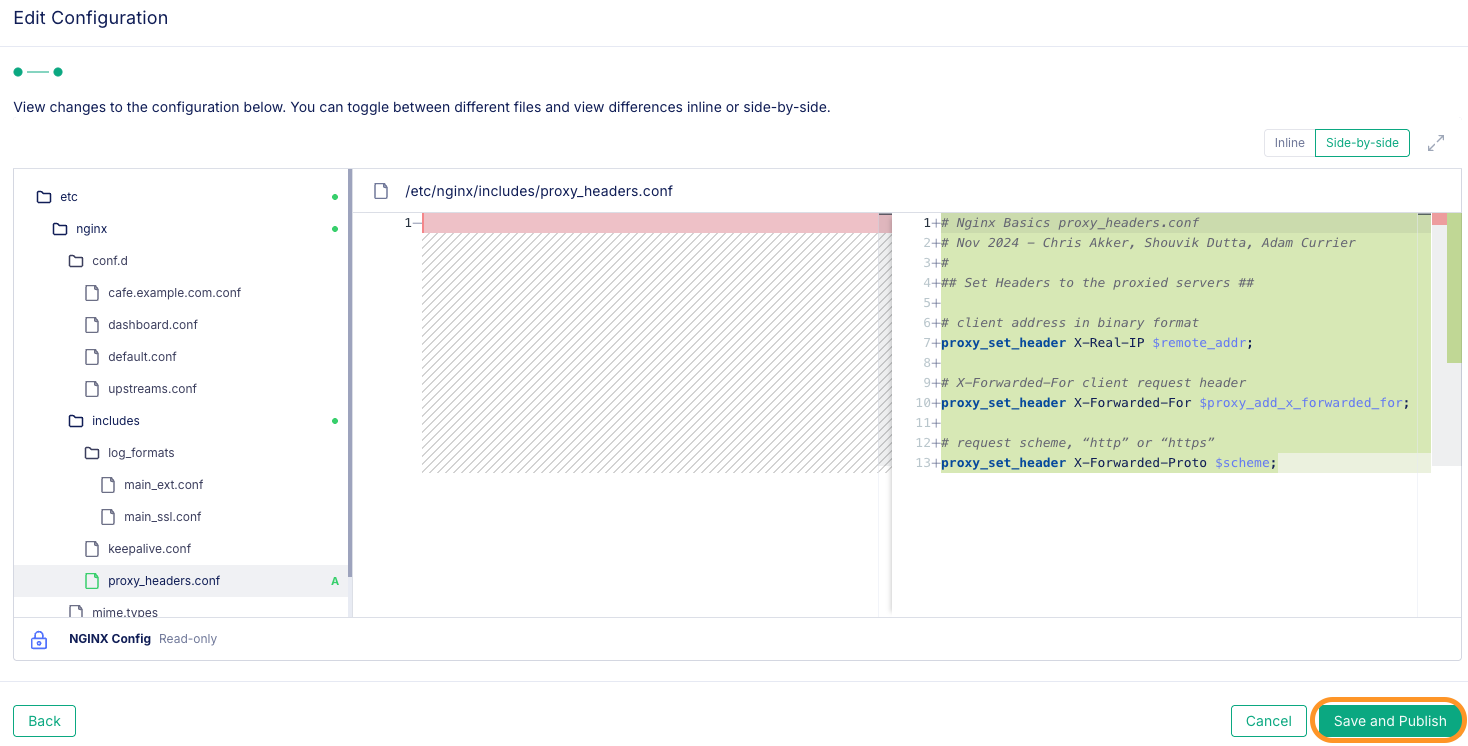 Edit Configuration
View changes to the configuration below. You can toggle between different files and view differences inline or side-by-side.
Inline Side-by-side
etc
nginx
conf.d
cafe.example.com.conf
dashboard.conf
default.conf
upstreams.conf
includes
log_formats
main_ext.conf
main_ssl.conf
keepalive.conf
proxy_headers.conf A
mime.types
/etc/nginx/includes/proxy_headers.conf
1−
1+# Nginx Basics proxy_headers.conf
2+# Nov 2024 − Chris Akker, Shouvik Dutta, Adam Currier
3+#
4+## Set Headers to the proxied servers ##
5+
6+# client address in binary format
7+proxy_set_header X−Real−IP $remote_addr;
8+
9+# X−Forwarded−For client request header
10+proxy_set_header X−Forwarded−For $proxy_add_x_forwarded_for;
11+
12+# request scheme, “http” or “https”
13+proxy_set_header X−Forwarded−Proto $scheme;
NGINX Config Read-only
Back Cancel Save and Publish